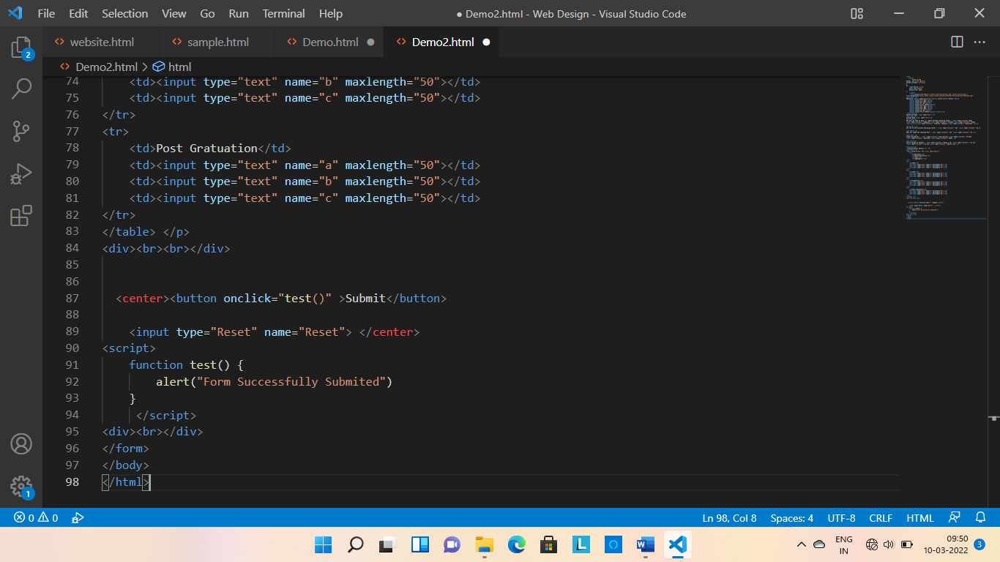 File Edit Selection View Go Run Terminal Help ● Demo2.html - Web Design - Visual Studio Code
website.html sample.html Demo.html Demo2.html
Demo2.html > html
74 <td><input type="text" name="b" maxlength="50"></td>
75 <td><input type="text" name="c" maxlength="50"></td>
76 </tr>
77 <tr>
78 <td>Post Gratuation</td>
79 <td><input type="text" name="a" maxlength="50"></td>
80 <td><input type="text" name="b" maxlength="50"></td>
81 <td><input type="text" name="c" maxlength="50"></td>
82 </tr>
83 </table> </p>
84 <div><br><br></div>
85
86
87 <center><button onclick="test()" >Submit</button>
88
89 <input type="Reset" name="Reset"> </center>
90 <script>
91 function test() {
92 alert("Form Successfully Submited")
93 }
94 </script>
95 <div><br></div>
96 </form>
97 </body>
98 </html>
2
1
0 0 Ln 98, Col 8 Spaces: 4 UTF-8 CRLF HTML
ENG
IN
09:50
10-03-2022
3